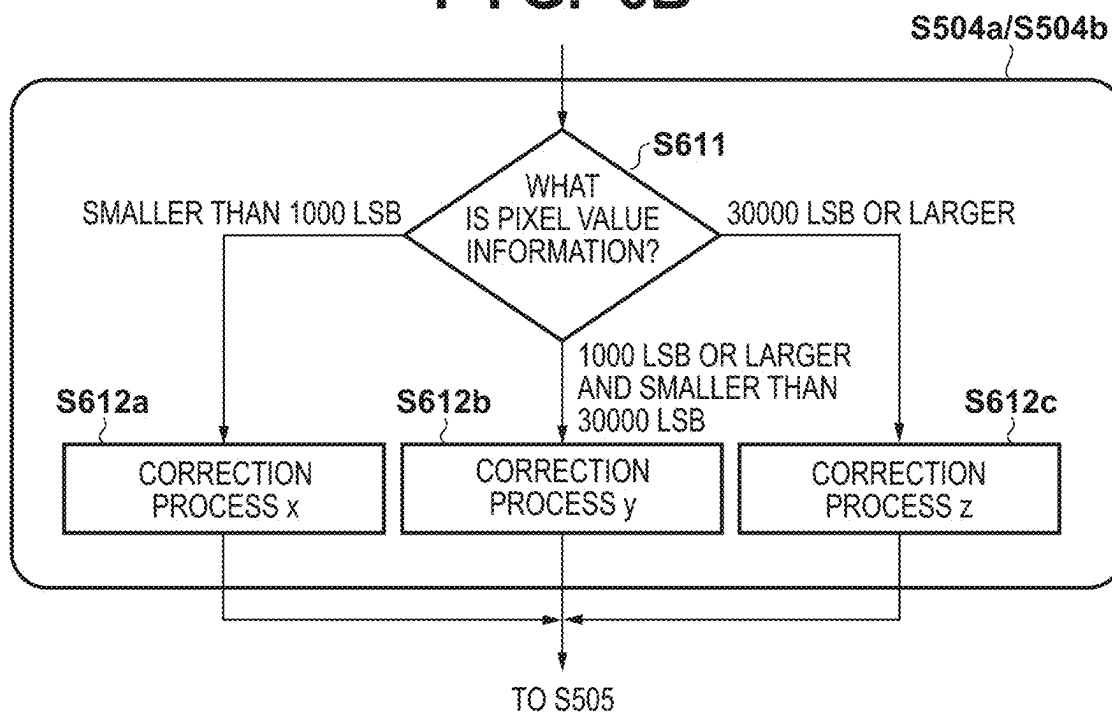 S504a/S504b
S611
WHAT
IS PIXEL VALUE
INFORMATION?
SMALLER THAN 1000 LSB
30000 LSB OR LARGER
1000 LSB OR LARGER
AND SMALLER THAN
30000 LSB
S612a
S612b
S612c
CORRECTION
PROCESS x
CORRECTION
PROCESS y
CORRECTION
PROCESS z
TO S505